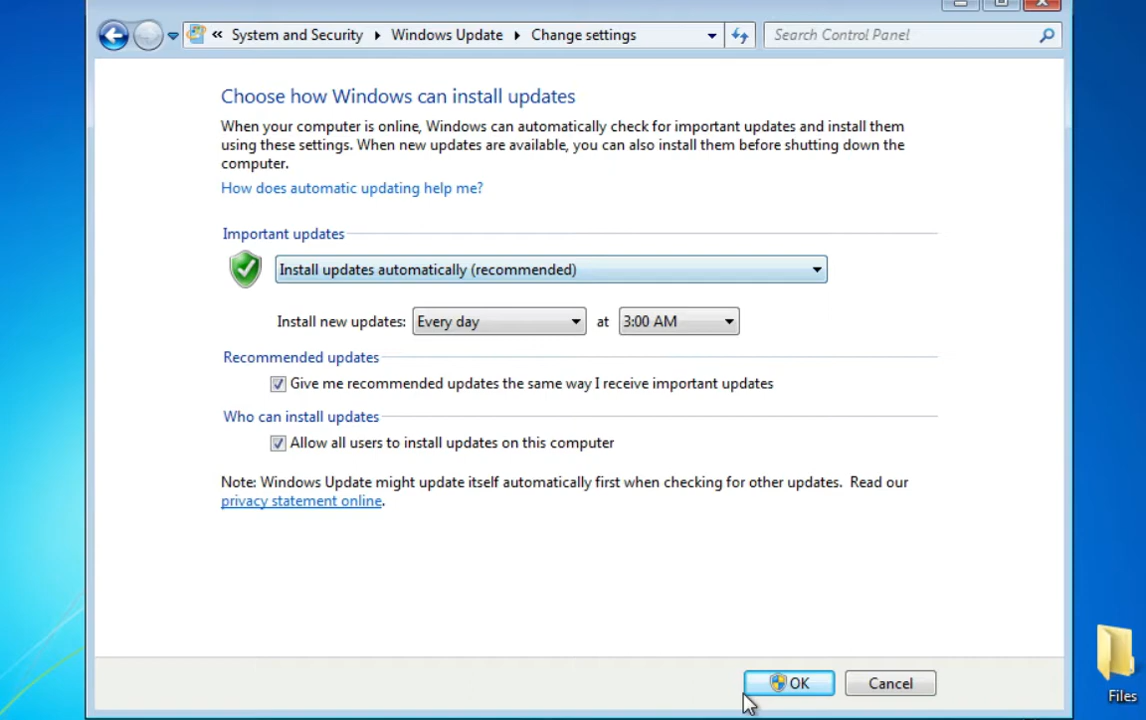 « System and Security ▸ Windows Update ▸ Change settings
Search Control Panel
Choose how Windows can install updates
When your computer is online, Windows can automatically check for important updates and install them
using these settings. When new updates are available, you can also install them before shutting down the
computer.
How does automatic updating help me?
Important updates
Install updates automatically (recommended)
Install new updates: Every day at 3:00 AM
Recommended updates
Give me recommended updates the same way I receive important updates
Who can install updates
Allow all users to install updates on this computer
Note: Windows Update might update itself automatically first when checking for other updates. Read our
privacy statement online.
OK Cancel
Files